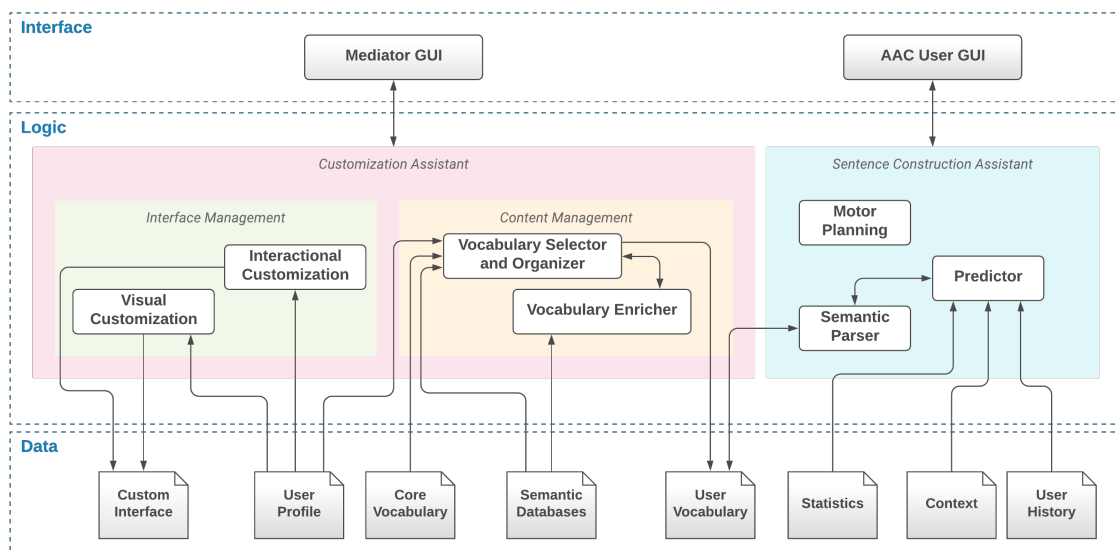 Interface
Mediator GUI
AAC User GUI
Logic
Customization Assistant
Sentence Construction Assistant
Interface Management
Content Management
Interactional
Customization
Visual
Customization
Vocabulary Selector
and Organizer
Vocabulary Enricher
Motor
Planning
Predictor
Semantic
Parser
Data
Custom
Interface
User
Profile
Core
Vocabulary
Semantic
Databases
User
Vocabulary
Statistics
Context
User
History